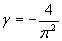 γ = −4/π²